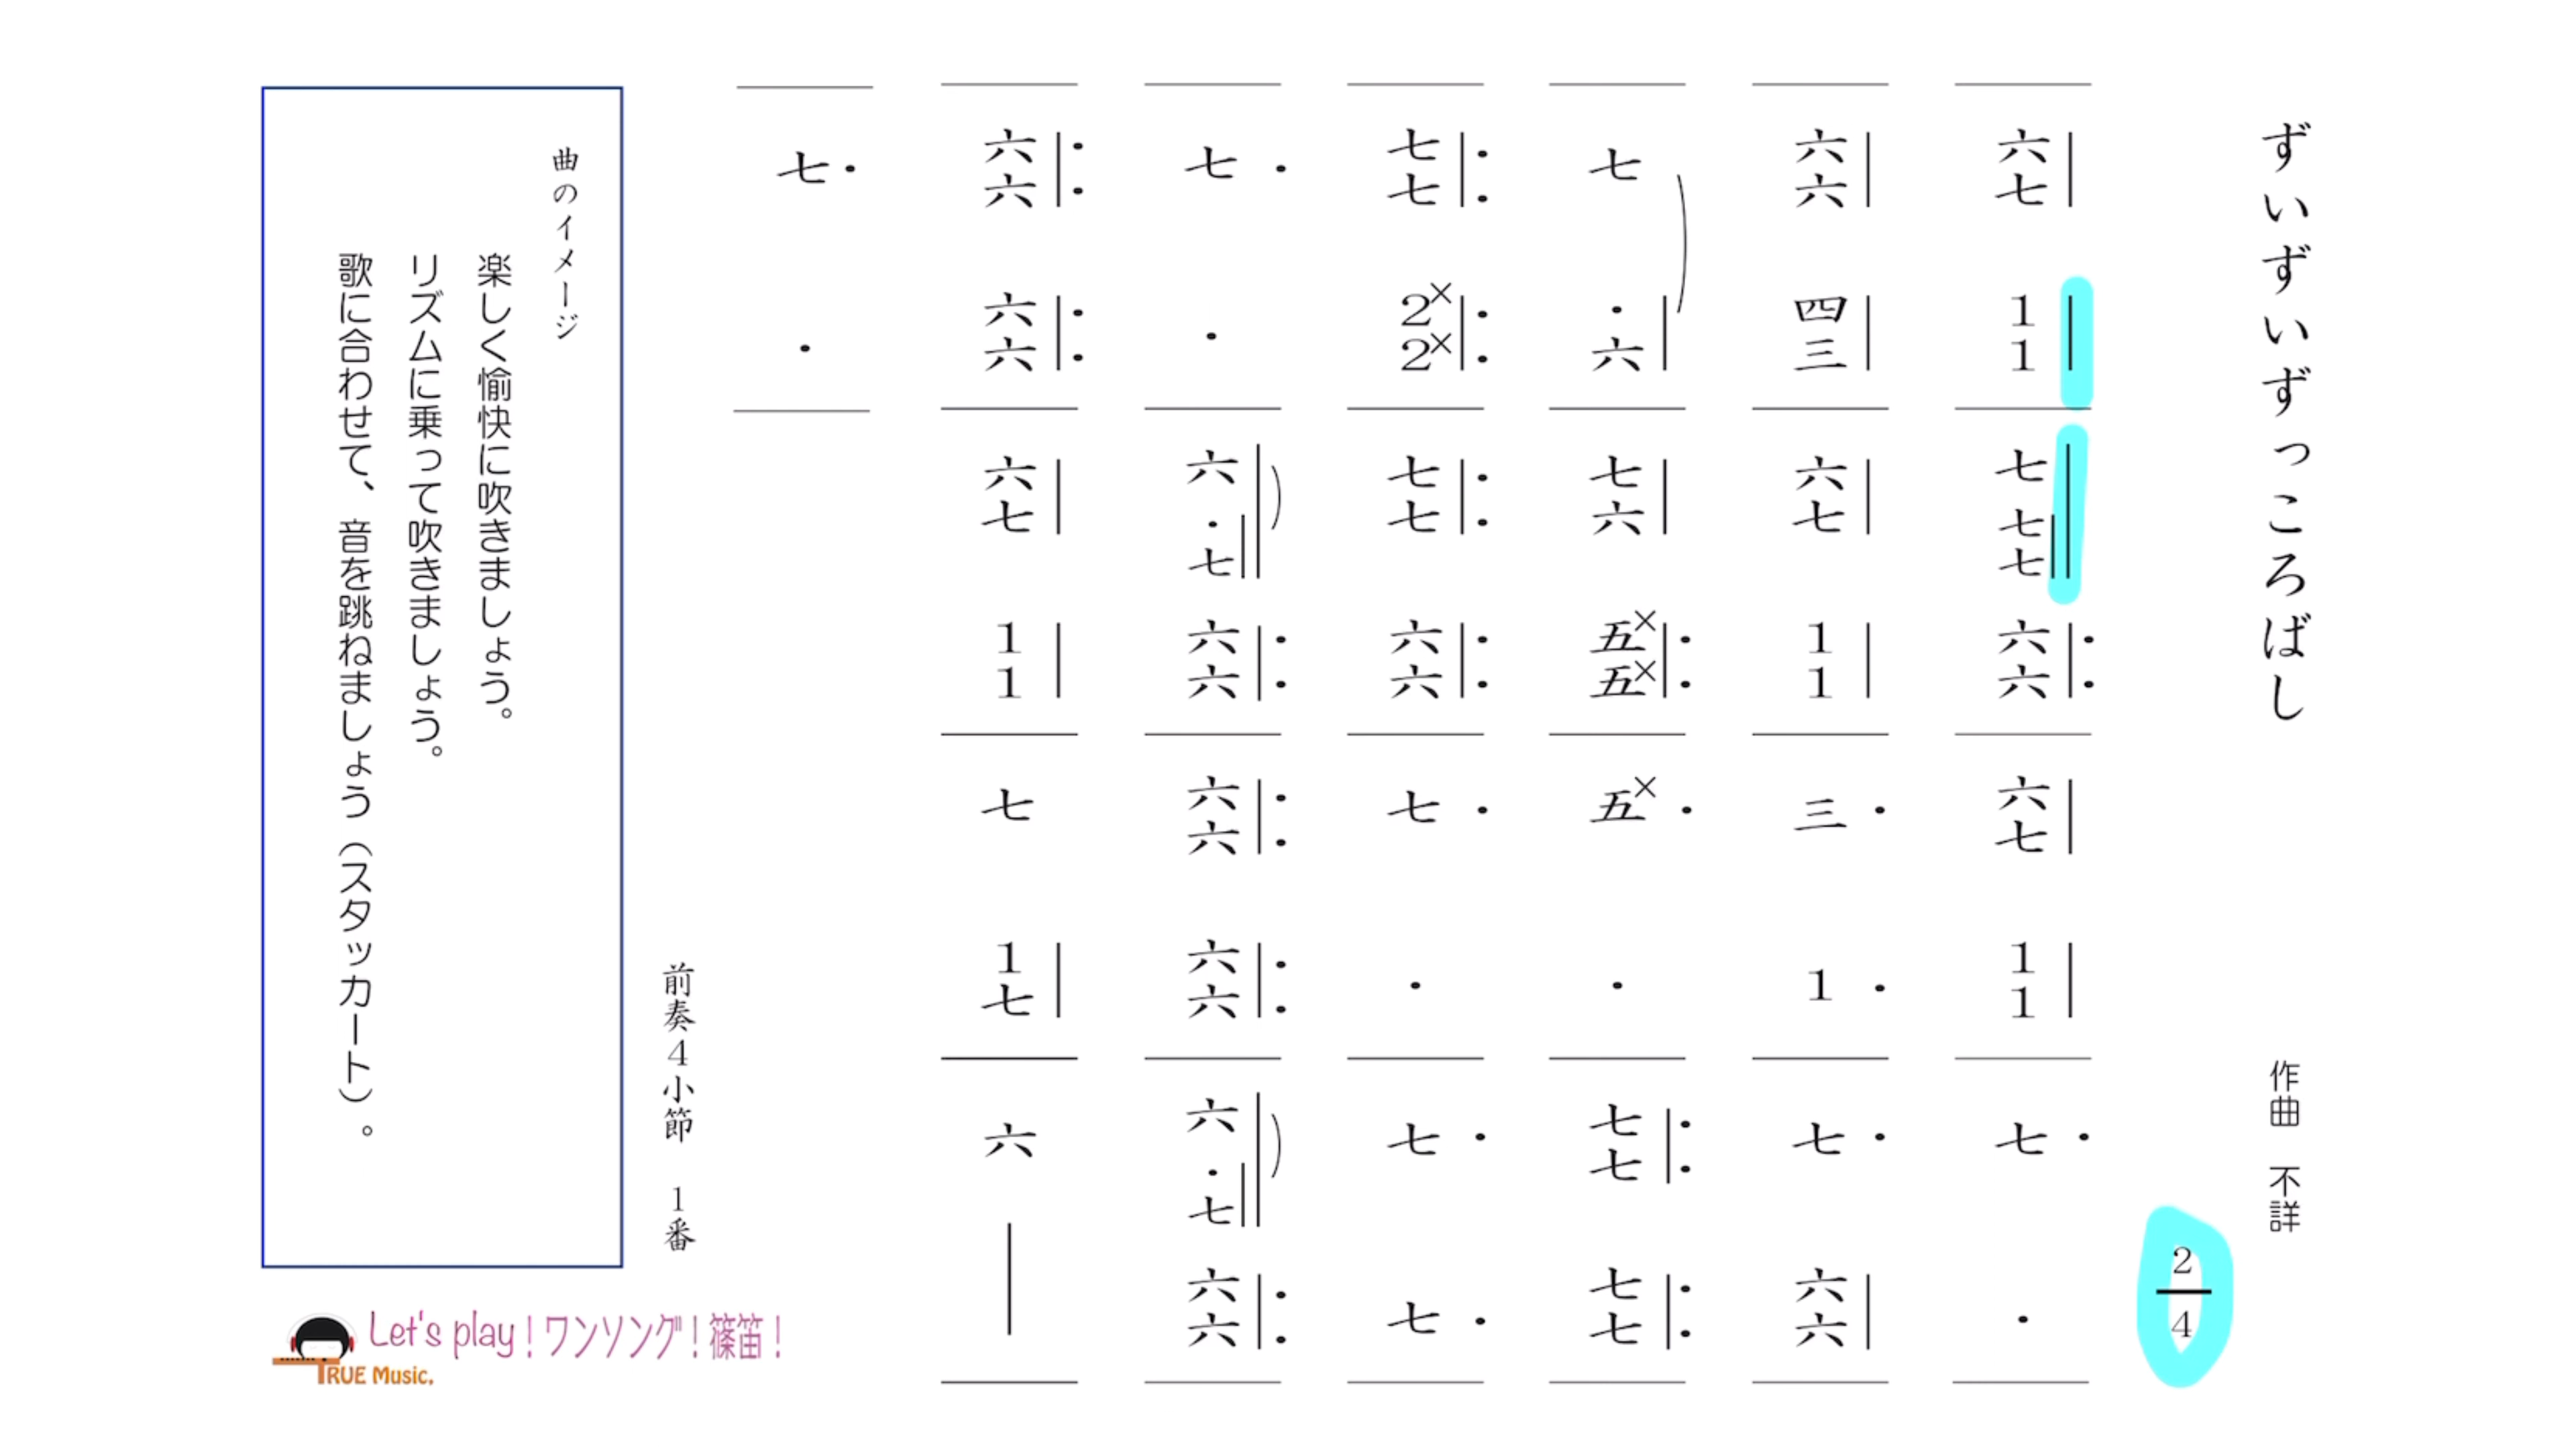 ずいずいずっころばし
作曲 不詳
2
4
六七 1 1 七七七 六六 六七 1 1 七 ・
六六 四三 六七 1 1 三 1 七 六六
七 ・六 七六 五×五× 五× ・ 七七 七七
七七 2×2× 七七 六六 七 ・ 七 七
七 ・ 六・七 六六 六六 六六 六・七 六六
六六 六六 六七 1 1 七 1七 六 ―
七 ・
前奏4小節 1番
曲のイメージ
楽しく愉快に吹きましょう。
リズムに乗って吹きましょう。
歌に合わせて、音を跳ねましょう（スタッカート）。
Let's play！ワンソング！篠笛！
TRUE Music.